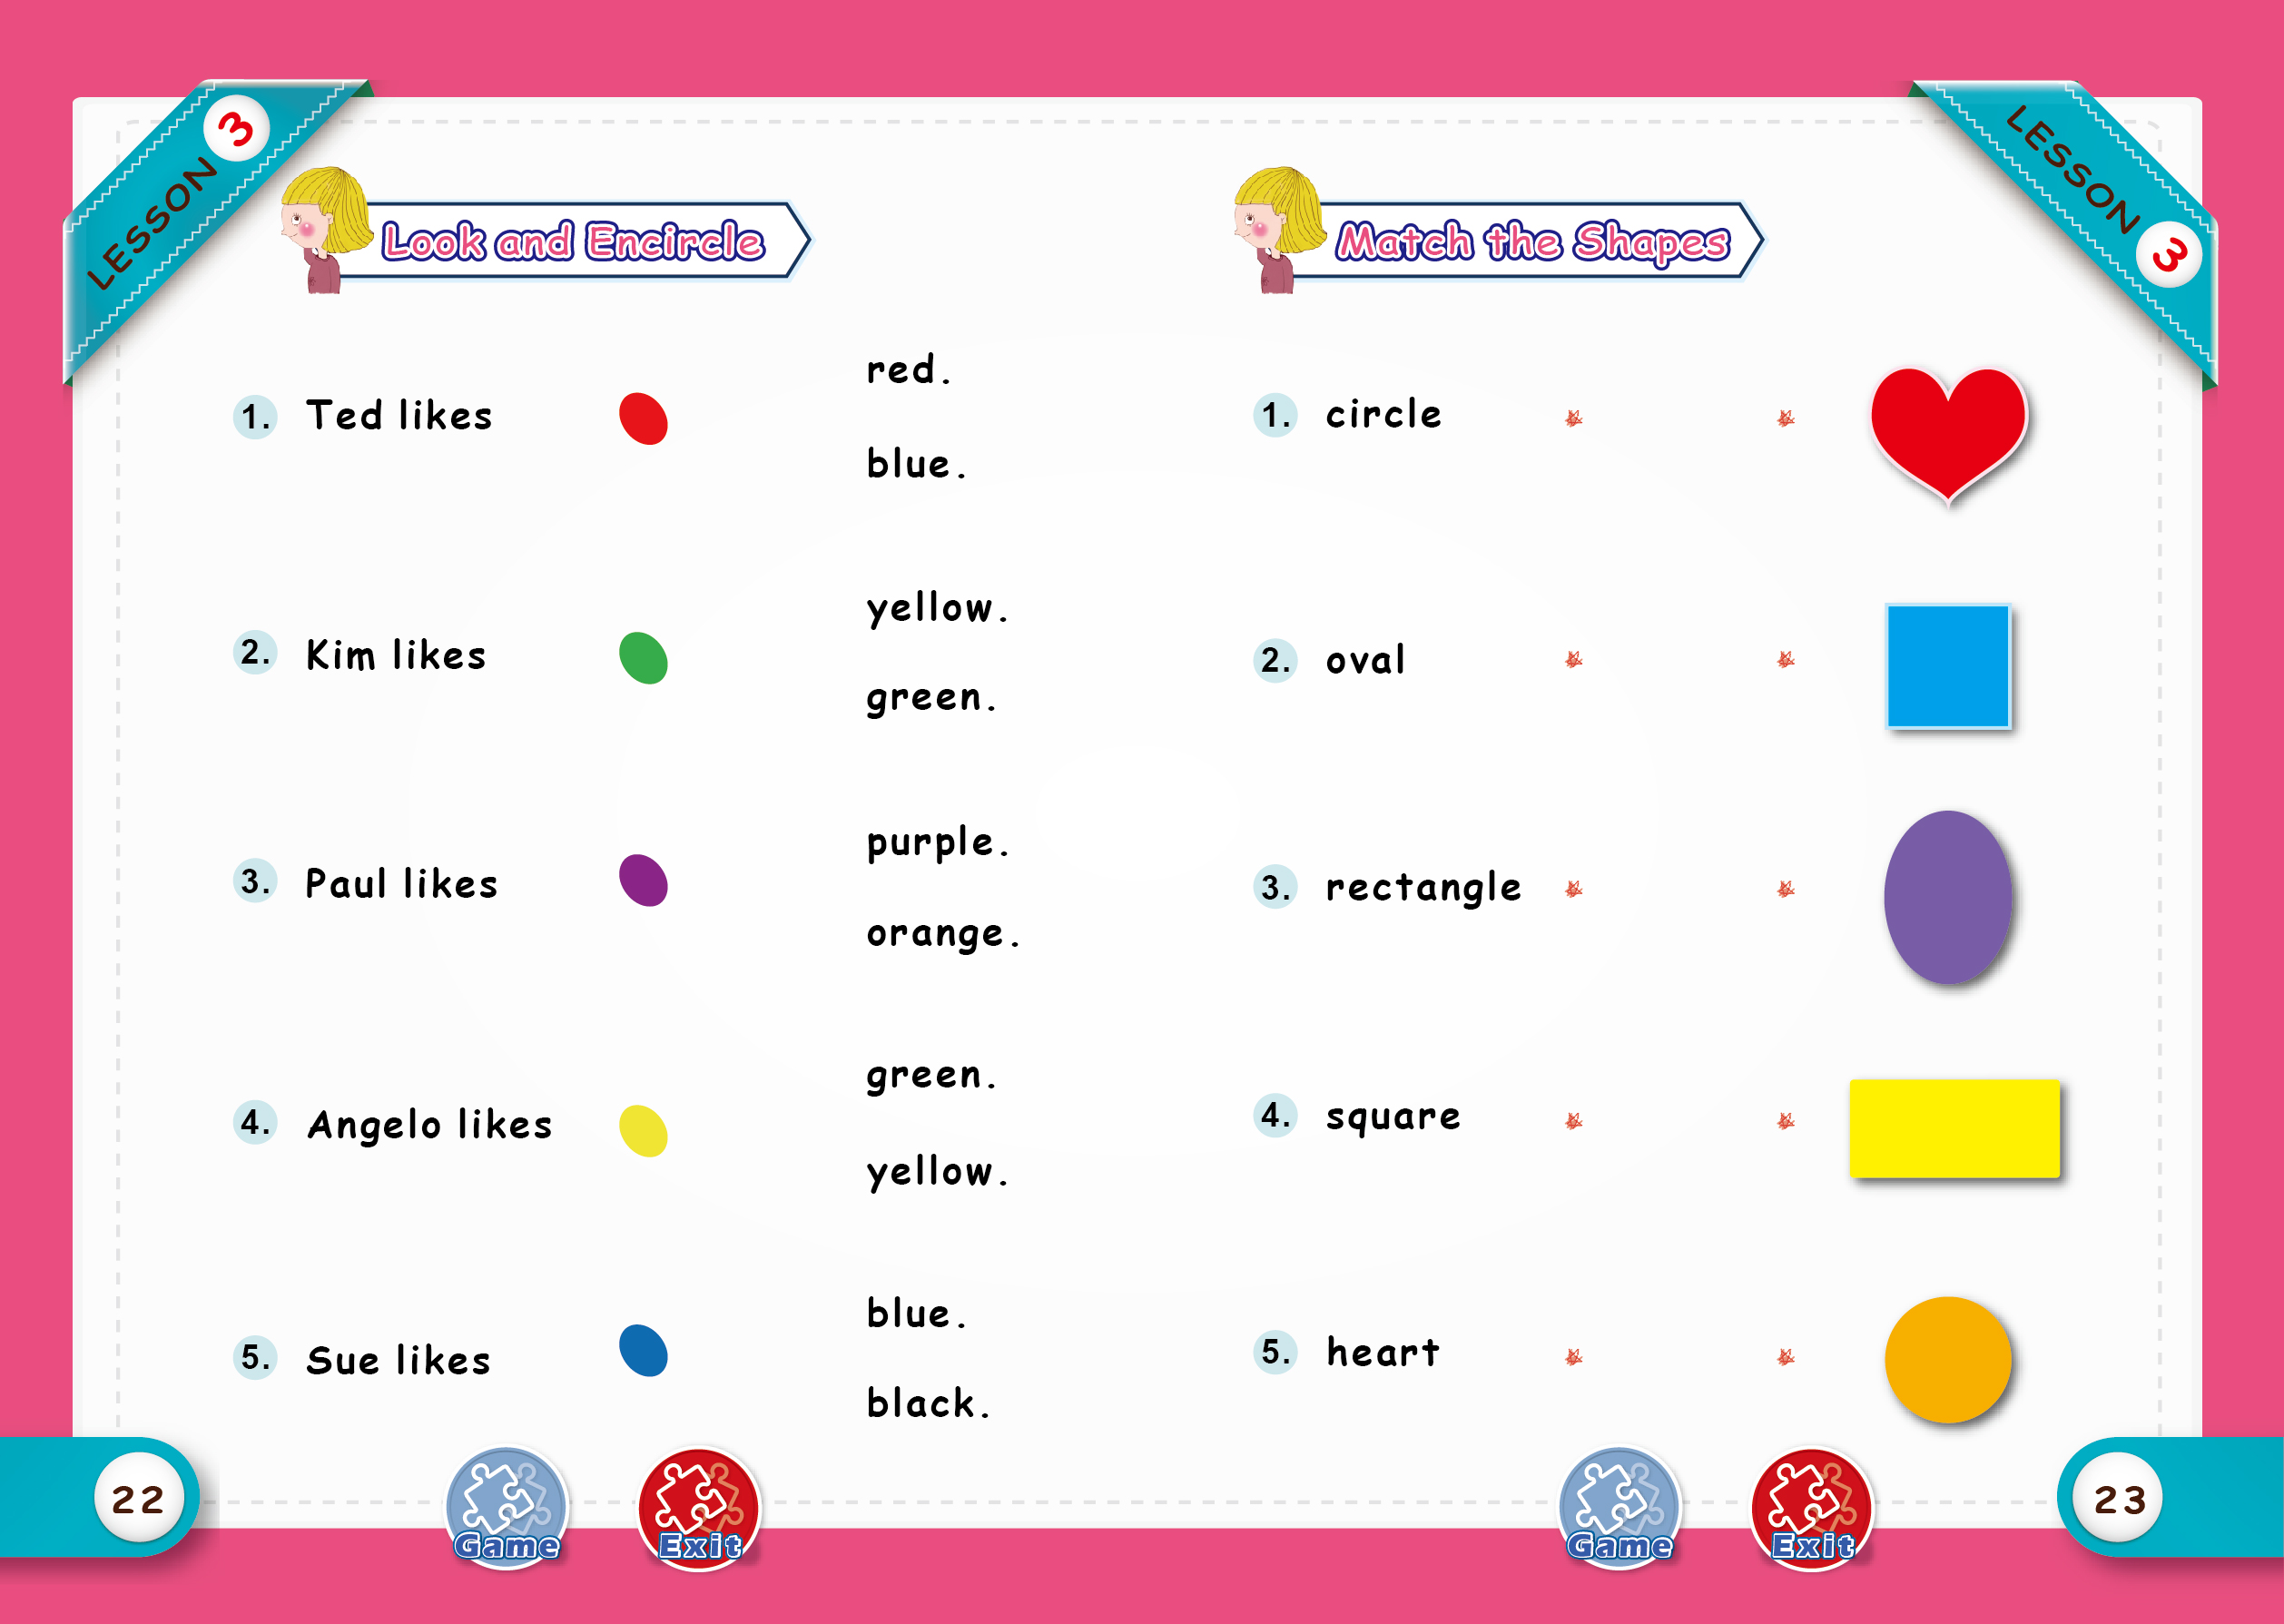 LESSON 3
Look and Encircle
1. Ted likes
red.
blue.
2. Kim likes
yellow.
green.
3. Paul likes
purple.
orange.
4. Angelo likes
green.
yellow.
5. Sue likes
blue.
black.
22
Game
Exit
LESSON 3
Match the Shapes
1. circle
2. oval
3. rectangle
4. square
5. heart
Game
Exit
23